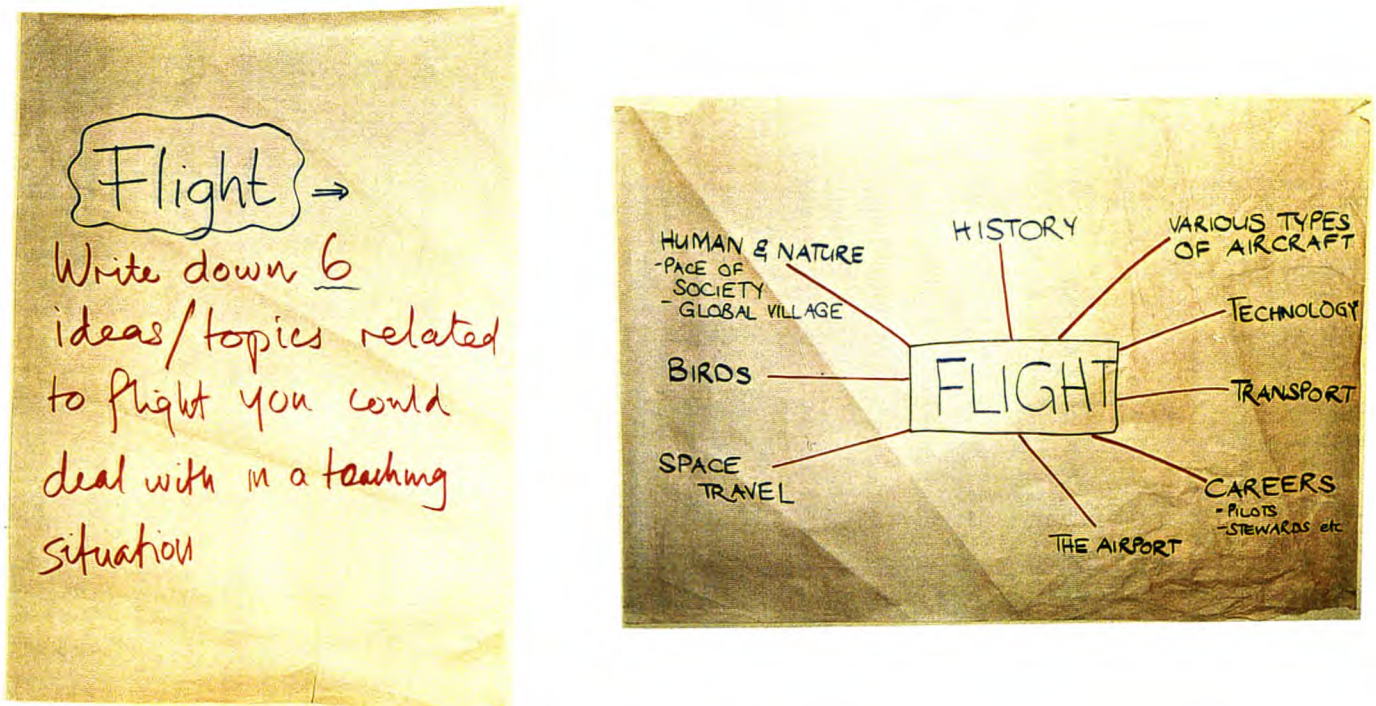 Flight ⇒
Write down 6
ideas/topics related
to flight you could
deal with in a teaching
situation
HUMAN & NATURE
-PACE OF
SOCIETY
- GLOBAL VILLAGE
HISTORY
VARIOUS TYPES
OF AIRCRAFT
TECHNOLOGY
BIRDS
FLIGHT
TRANSPORT
SPACE
TRAVEL
CAREERS
- PILOTS
- STEWARDS etc
THE AIRPORT